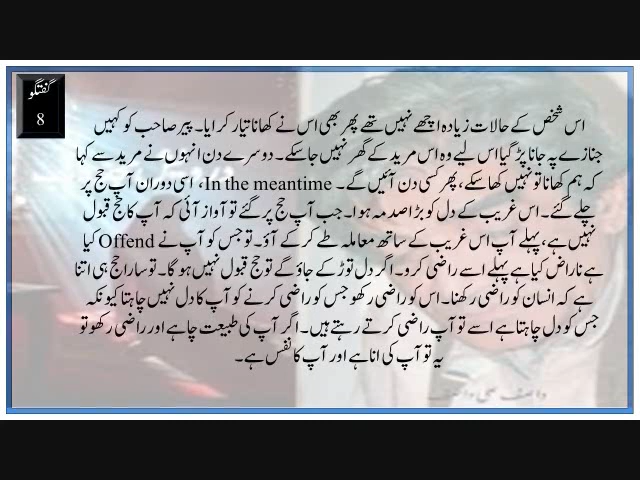 گفتگو
8
اس شخص کے حالات زیادہ اچھے نہیں تھے پھر بھی اس نے کھانا تیار کرایا۔ پیر صاحب کو کہیں
جنازے پہ جانا پڑ گیا اس لیے وہ اس مرید کے گھر نہیں جا سکے۔ دوسرے دن انہوں نے مرید سے کہا
کہ ہم کھانا تو نہیں کھا سکے، پھر کسی دن آئیں گے۔ In the meantime، اسی دوران آپ حج پر
چلے گئے۔ اس غریب کے دل کو بڑا صدمہ ہوا۔ جب آپ حج پر گئے تو آواز آئی کہ آپ کا حج قبول
نہیں ہے، پہلے آپ اس غریب کے ساتھ معاملہ طے کر کے آؤ۔ تو جس کو آپ نے Offend کیا
ہے ناراض کیا ہے پہلے اسے راضی کرو۔ اگر دل توڑ کے جاؤ گے تو حج قبول نہیں ہو گا۔ تو سارا حج ہی اتنا
ہے کہ انسان کو راضی رکھنا۔ اس کو راضی رکھو جس کو راضی کرنے کو آپ کا دل نہیں چاہتا کیونکہ
جس کو دل چاہتا ہے اسے تو آپ راضی کرتے رہتے ہیں۔ اگر آپ کی طبیعت چاہے اور راضی رکھو تو
یہ تو آپ کی انا ہے اور آپ کا نفس ہے۔
واصف علی واصف